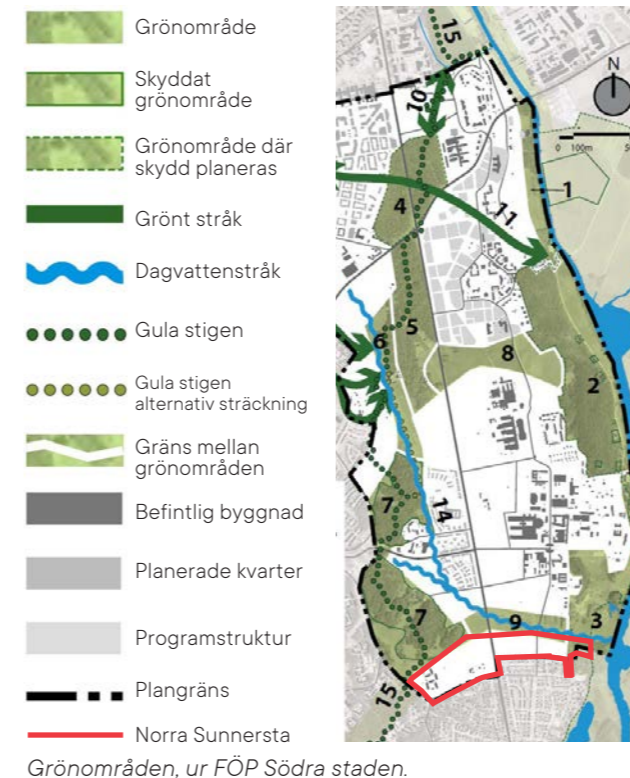 Grönområde
Skyddat
grönområde
Grönområde där
skydd planeras
Grönt stråk
Dagvattenstråk
Gula stigen
Gula stigen
alternativ sträckning
Gräns mellan
grönområden
Befintlig byggnad
Planerade kvarter
Programstruktur
Plangräns
Norra Sunnersta
15
N
10
0 100m
1
4
11
5
6
8
2
7
14
7
9
3
15
Grönområden, ur FÖP Södra staden.